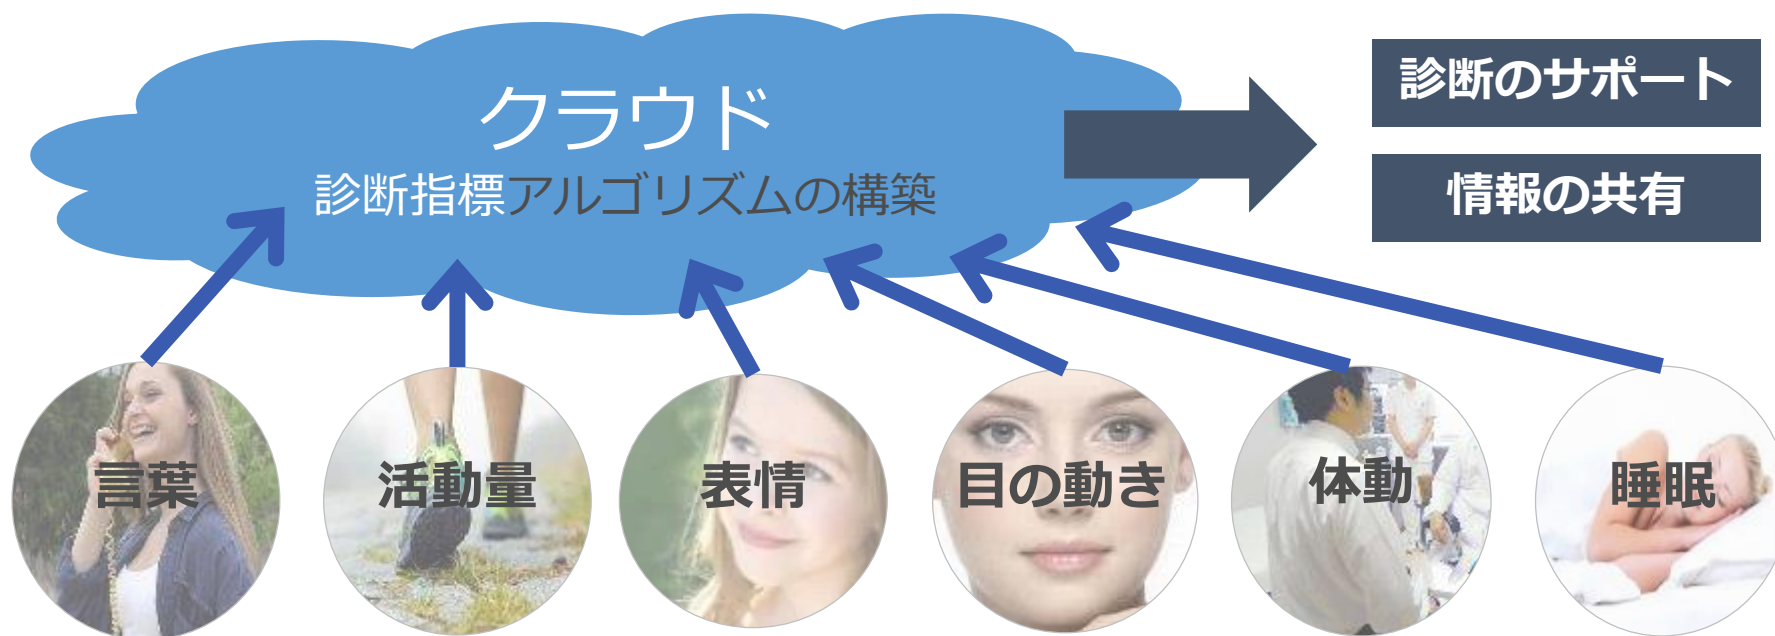 クラウド
診断指標アルゴリズムの構築
診断のサポート
情報の共有
言葉
活動量
表情
目の動き
体動
睡眠